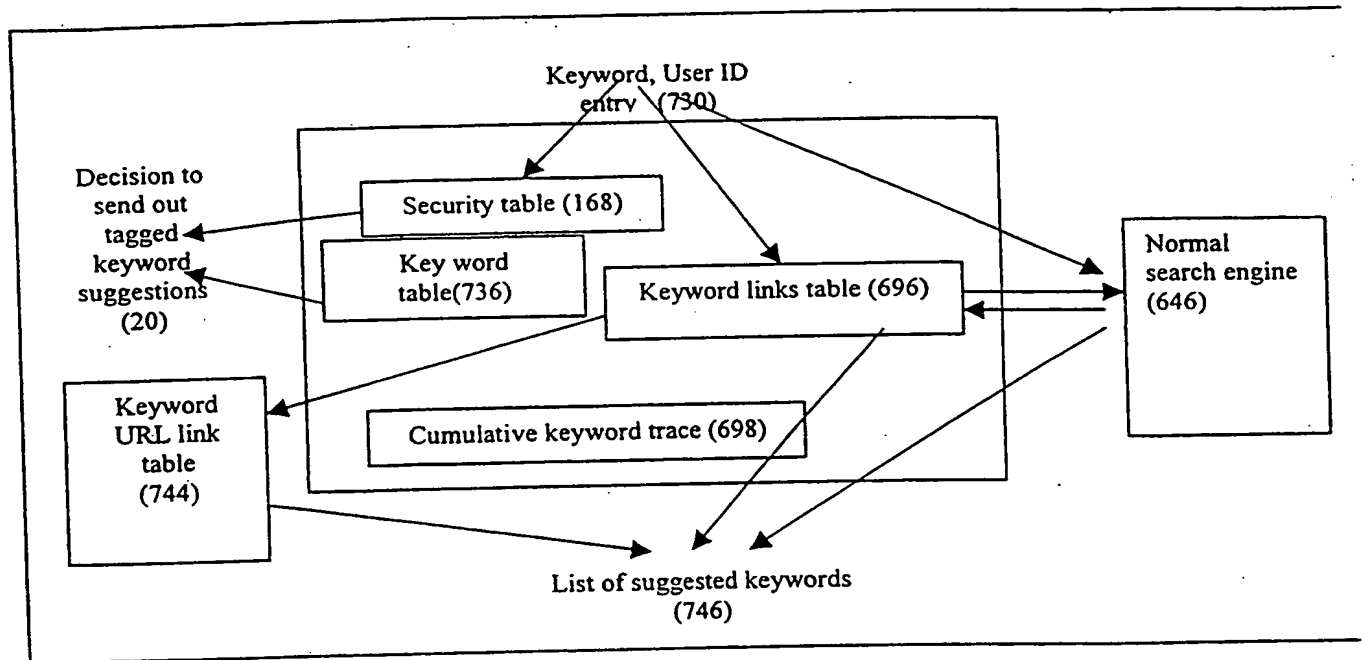 Keyword, User ID
entry (730)
Decision to
send out
tagged
keyword
suggestions
(20)
Security table (168)
Key word
table(736)
Keyword links table (696)
Normal
search engine
(646)
Keyword
URL link
table
(744)
Cumulative keyword trace (698)
List of suggested keywords
(746)